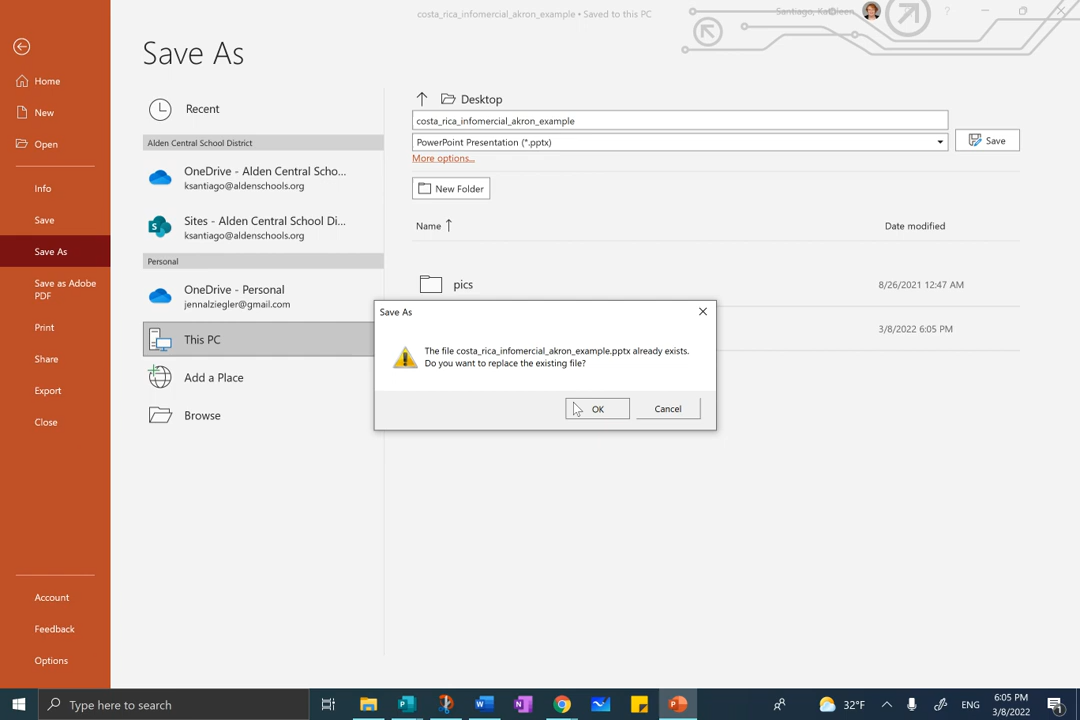 costa_rica_infomercial_akron_example • Saved to this PC
Santiago, Kathleen
?
Save As
Home
New
Open
Info
Save
Save As
Save as Adobe
PDF
Print
Share
Export
Close
Account
Feedback
Options
Recent
Alden Central School District
OneDrive - Alden Central Scho...
ksantiago@aldenschools.org
S
Sites - Alden Central School Di...
ksantiago@aldenschools.org
Personal
OneDrive - Personal
jennalziegler@gmail.com
This PC
Add a Place
Browse
Desktop
costa_rica_infomercial_akron_example
PowerPoint Presentation (*.pptx)
Save
More options...
New Folder
Name
Date modified
pics
8/26/2021 12:47 AM
3/8/2022 6:05 PM
Save As
The file costa_rica_infomercial_akron_example.pptx already exists.
Do you want to replace the existing file?
OK
Cancel
Type here to search
P
W
N
P
32°F
ENG
6:05 PM
3/8/2022
1